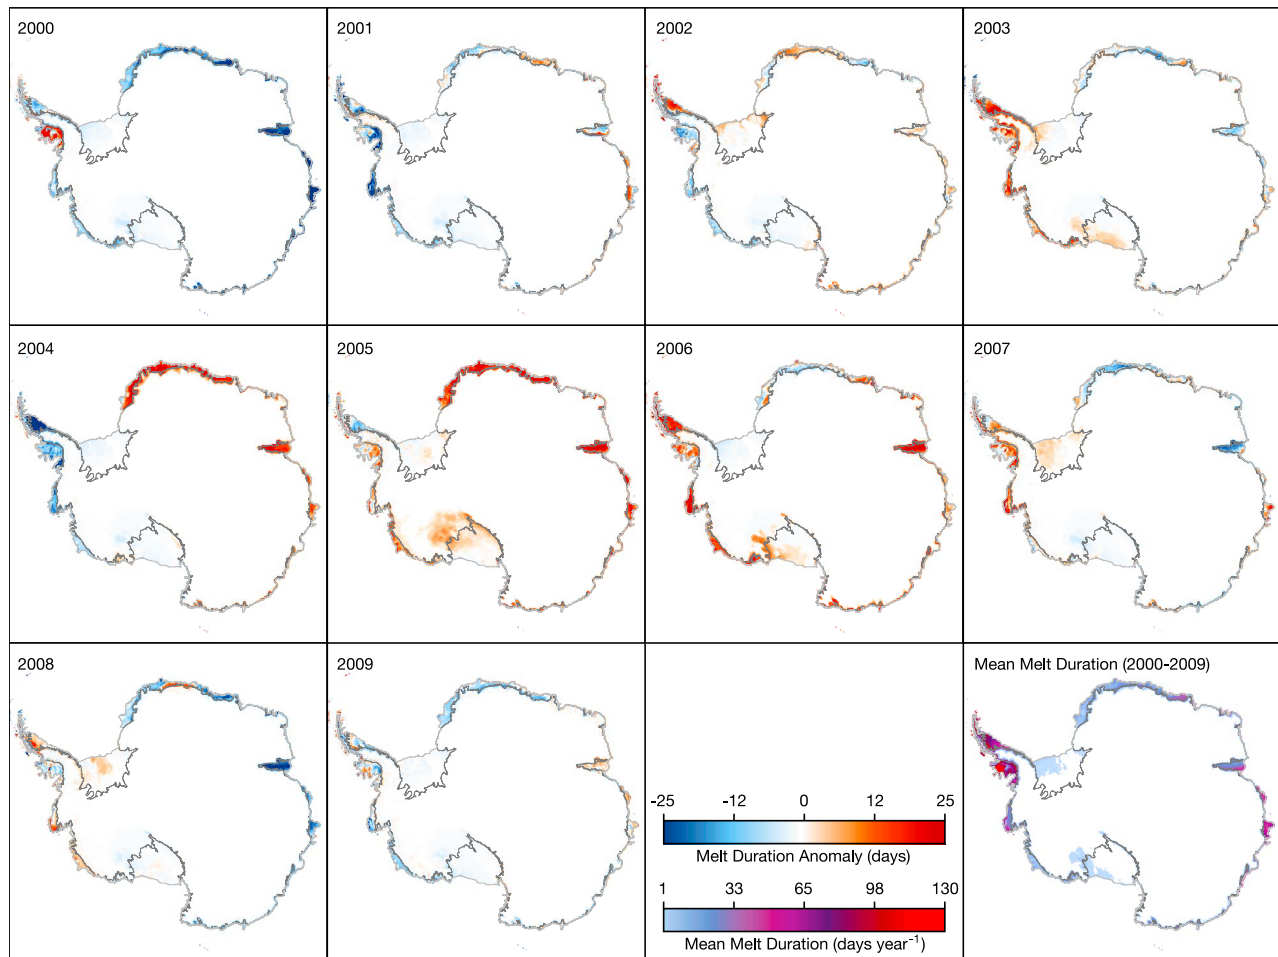 2000
2001
2002
2003
2004
2005
2006
2007
2008
2009
Mean Melt Duration (2000-2009)
-25 -12 0 12 25
Melt Duration Anomaly (days)
1 33 65 98 130
Mean Melt Duration (days year⁻¹)